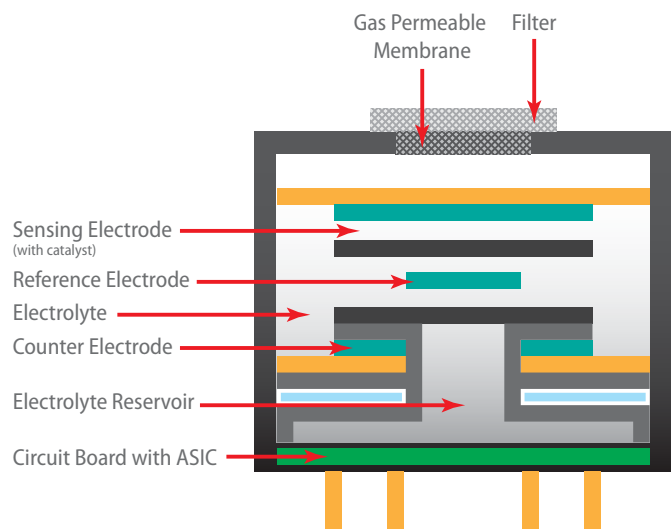 Gas Permeable
Membrane
Filter
Sensing Electrode
(with catalyst)
Reference Electrode
Electrolyte
Counter Electrode
Electrolyte Reservoir
Circuit Board with ASIC